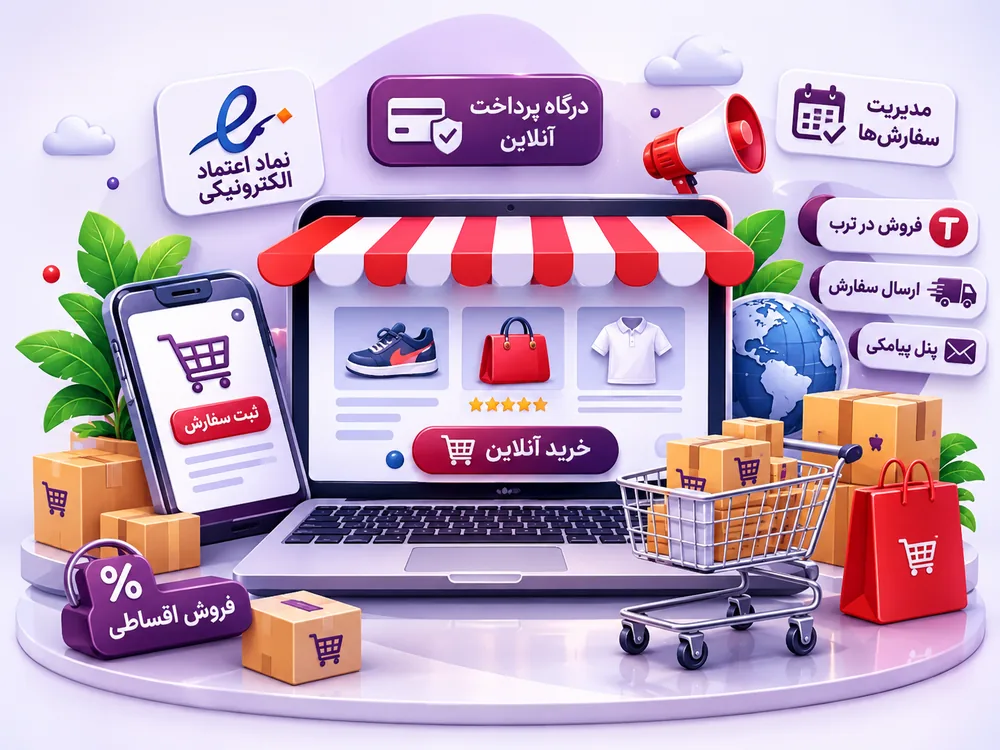 نماد اعتماد
الکترونیکی
درگاه پرداخت
آنلاین
مدیریت
سفارش‌ها
فروش در ترب
T
ارسال سفارش
پنل پیامکی
ثبت سفارش
خرید آنلاین
%
فروش اقساطی